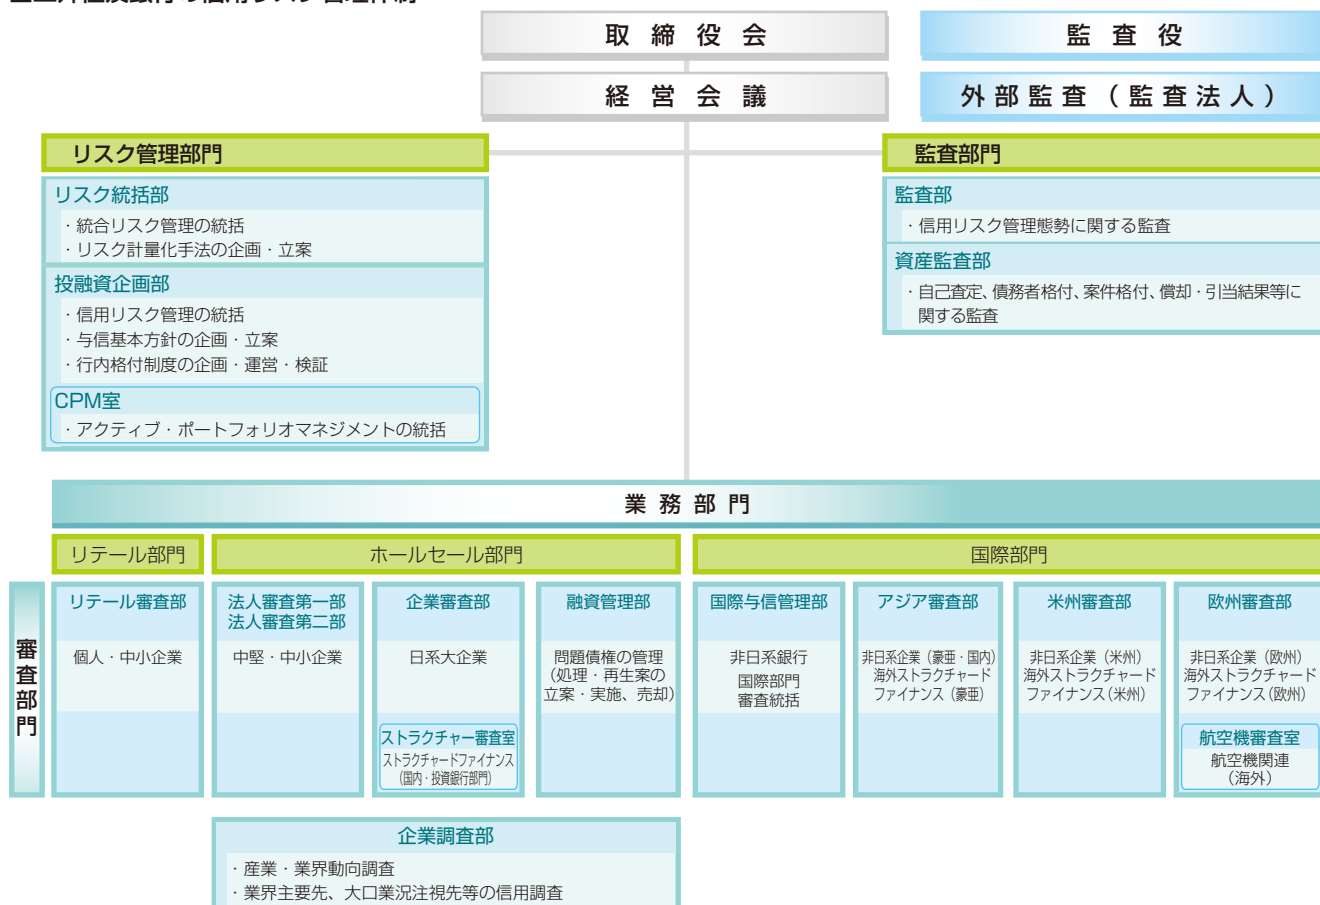 取締役会
監査役
経営会議
外部監査（監査法人）
リスク管理部門
リスク統括部
・統合リスク管理の統括
・リスク計量化手法の企画・立案
投融資企画部
・信用リスク管理の統括
・与信基本方針の企画・立案
・行内格付制度の企画・運営・検証
CPM室
・アクティブ・ポートフォリオマネジメントの統括
監査部門
監査部
・信用リスク管理態勢に関する監査
資産監査部
・自己査定、債務者格付、案件格付、償却・引当結果等に
関する監査
業務部門
リテール部門
ホールセール部門
国際部門
審査部門
リテール審査部
個人・中小企業
法人審査第一部
法人審査第二部
中堅・中小企業
企業審査部
日系大企業
ストラクチャー審査室
ストラクチャードファイナンス
（国内・投資銀行部門）
融資管理部
問題債権の管理
（処理・再生案の
立案・実施、売却）
国際与信管理部
非日系銀行
国際部門
審査統括
アジア審査部
非日系企業（豪亜・国内）
海外ストラクチャード
ファイナンス（豪亜）
米州審査部
非日系企業（米州）
海外ストラクチャード
ファイナンス（米州）
欧州審査部
非日系企業（欧州）
海外ストラクチャード
ファイナンス（欧州）
航空機審査室
航空機関連
（海外）
企業調査部
・産業・業界動向調査
・業界主要先、大口業況注視先等の信用調査